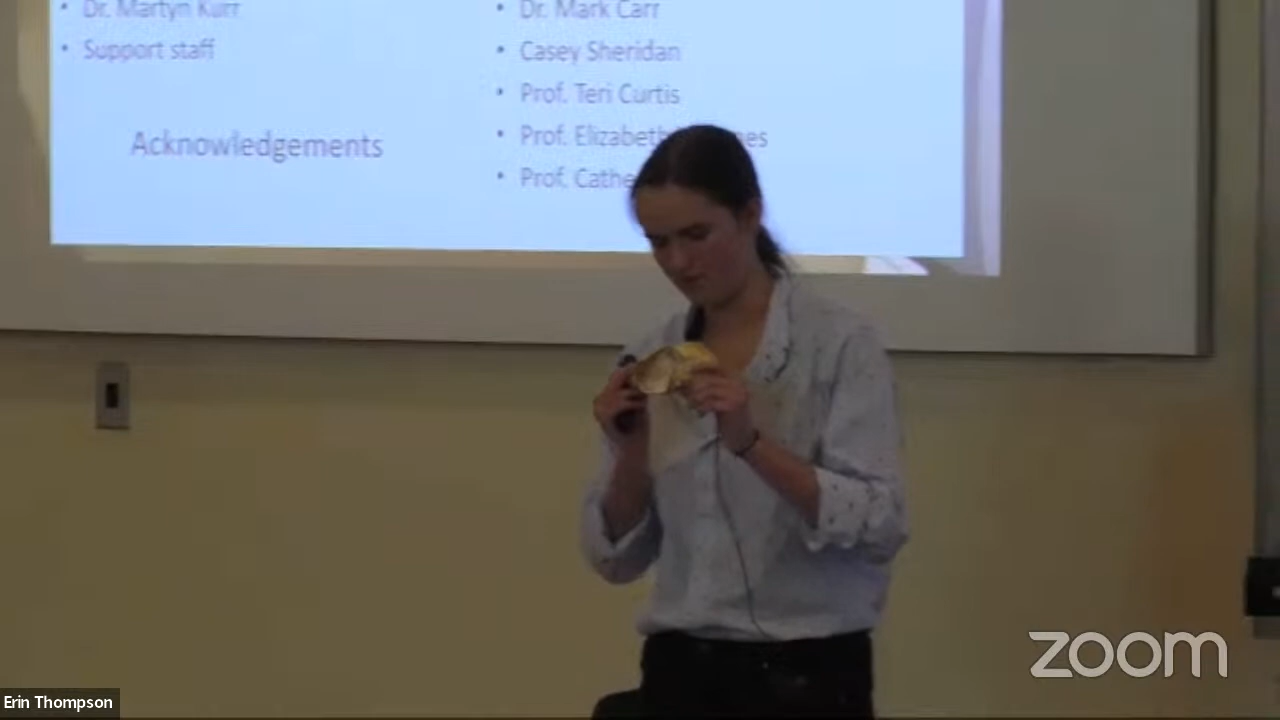 Dr. Martyn Kurr
Support staff
Acknowledgements
Dr. Mark Carr
Casey Sheridan
Prof. Teri Curtis
Prof. Elizabeth
Prof.
zoom
Erin Thompson